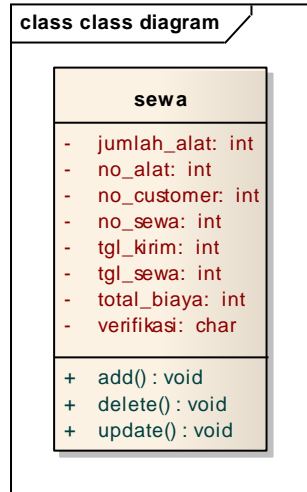 class class diagram
sewa
- jumlah_alat: int
- no_alat: int
- no_customer: int
- no_sewa: int
- tgl_kirim: int
- tgl_sewa: int
- total_biaya: int
- verifikasi: char
+ add() : void
+ delete() : void
+ update() : void